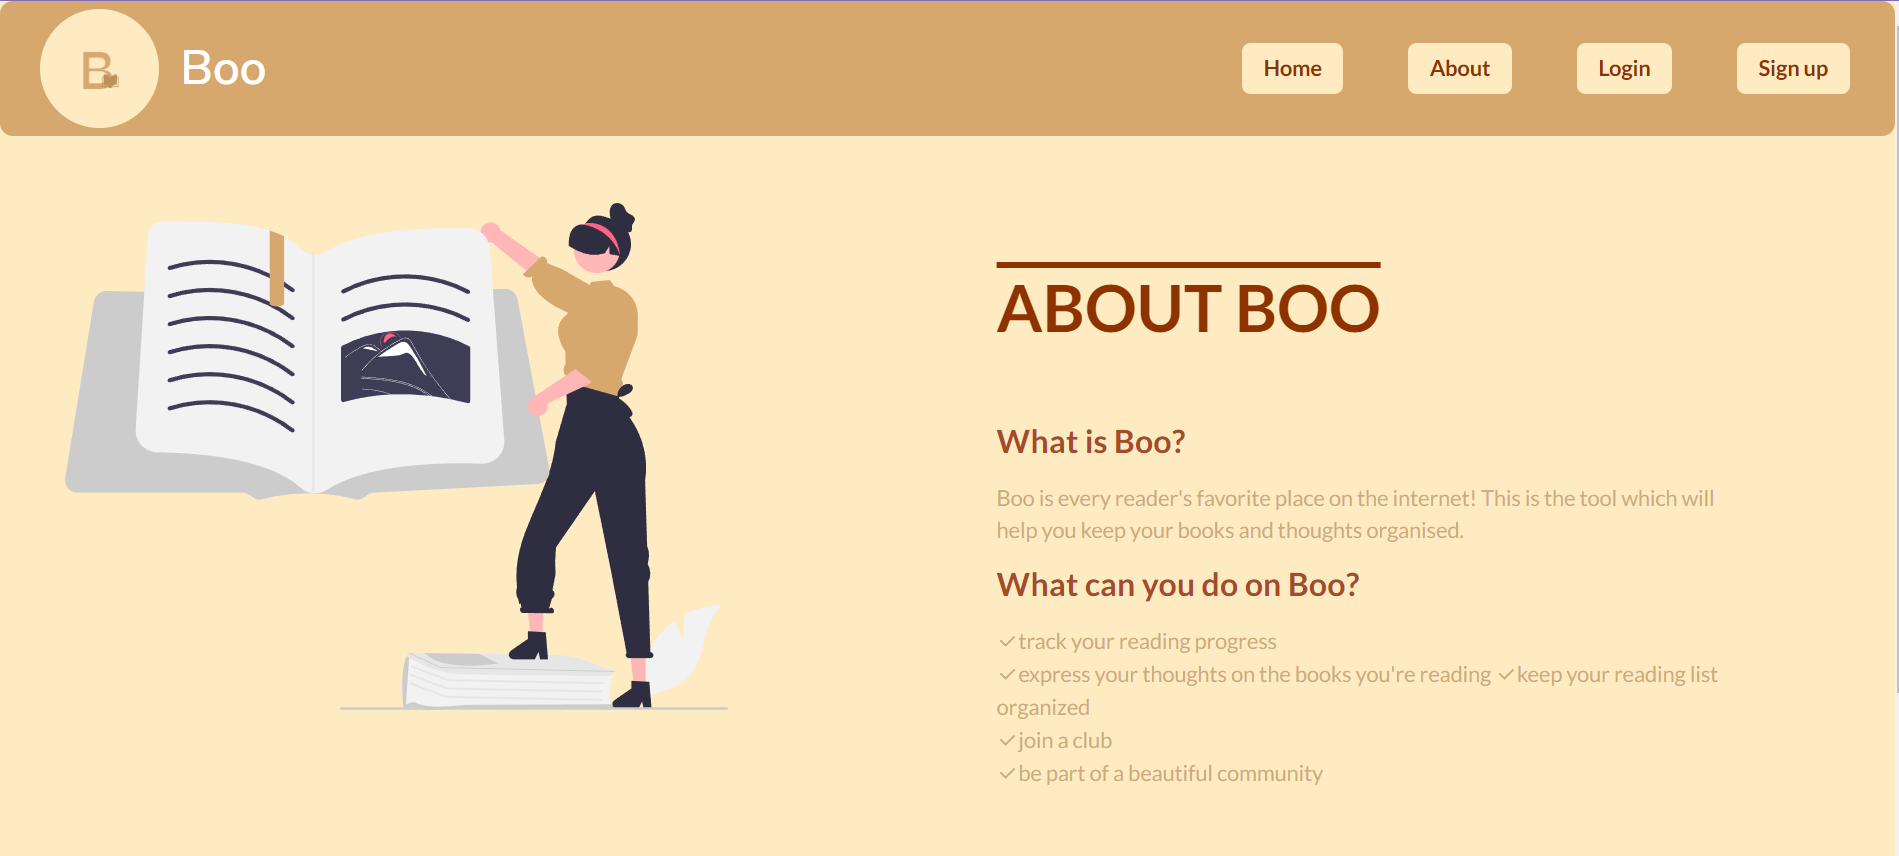 B
Boo
Home
About
Login
Sign up
ABOUT BOO
What is Boo?
Boo is every reader's favorite place on the internet! This is the tool which will
help you keep your books and thoughts organised.
What can you do on Boo?
✓track your reading progress
✓express your thoughts on the books you're reading ✓keep your reading list
organized
✓join a club
✓be part of a beautiful community